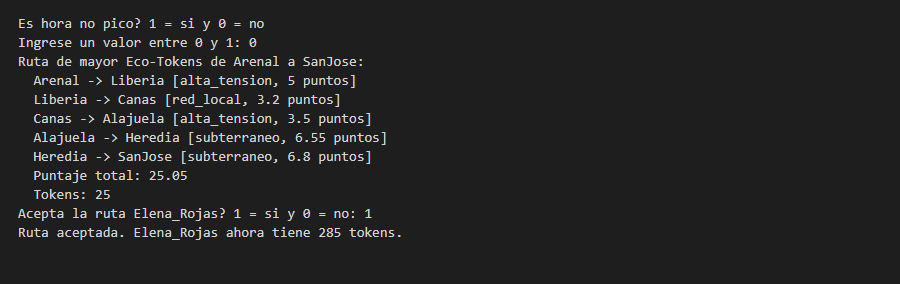 Es hora no pico? 1 = si y 0 = no
Ingrese un valor entre 0 y 1: 0
Ruta de mayor Eco-Tokens de Arenal a SanJose:
  Arenal -> Liberia [alta_tension, 5 puntos]
  Liberia -> Canas [red_local, 3.2 puntos]
  Canas -> Alajuela [alta_tension, 3.5 puntos]
  Alajuela -> Heredia [subterraneo, 6.55 puntos]
  Heredia -> SanJose [subterraneo, 6.8 puntos]
  Puntaje total: 25.05
  Tokens: 25
Acepta la ruta Elena_Rojas? 1 = si y 0 = no: 1
Ruta aceptada. Elena_Rojas ahora tiene 285 tokens.